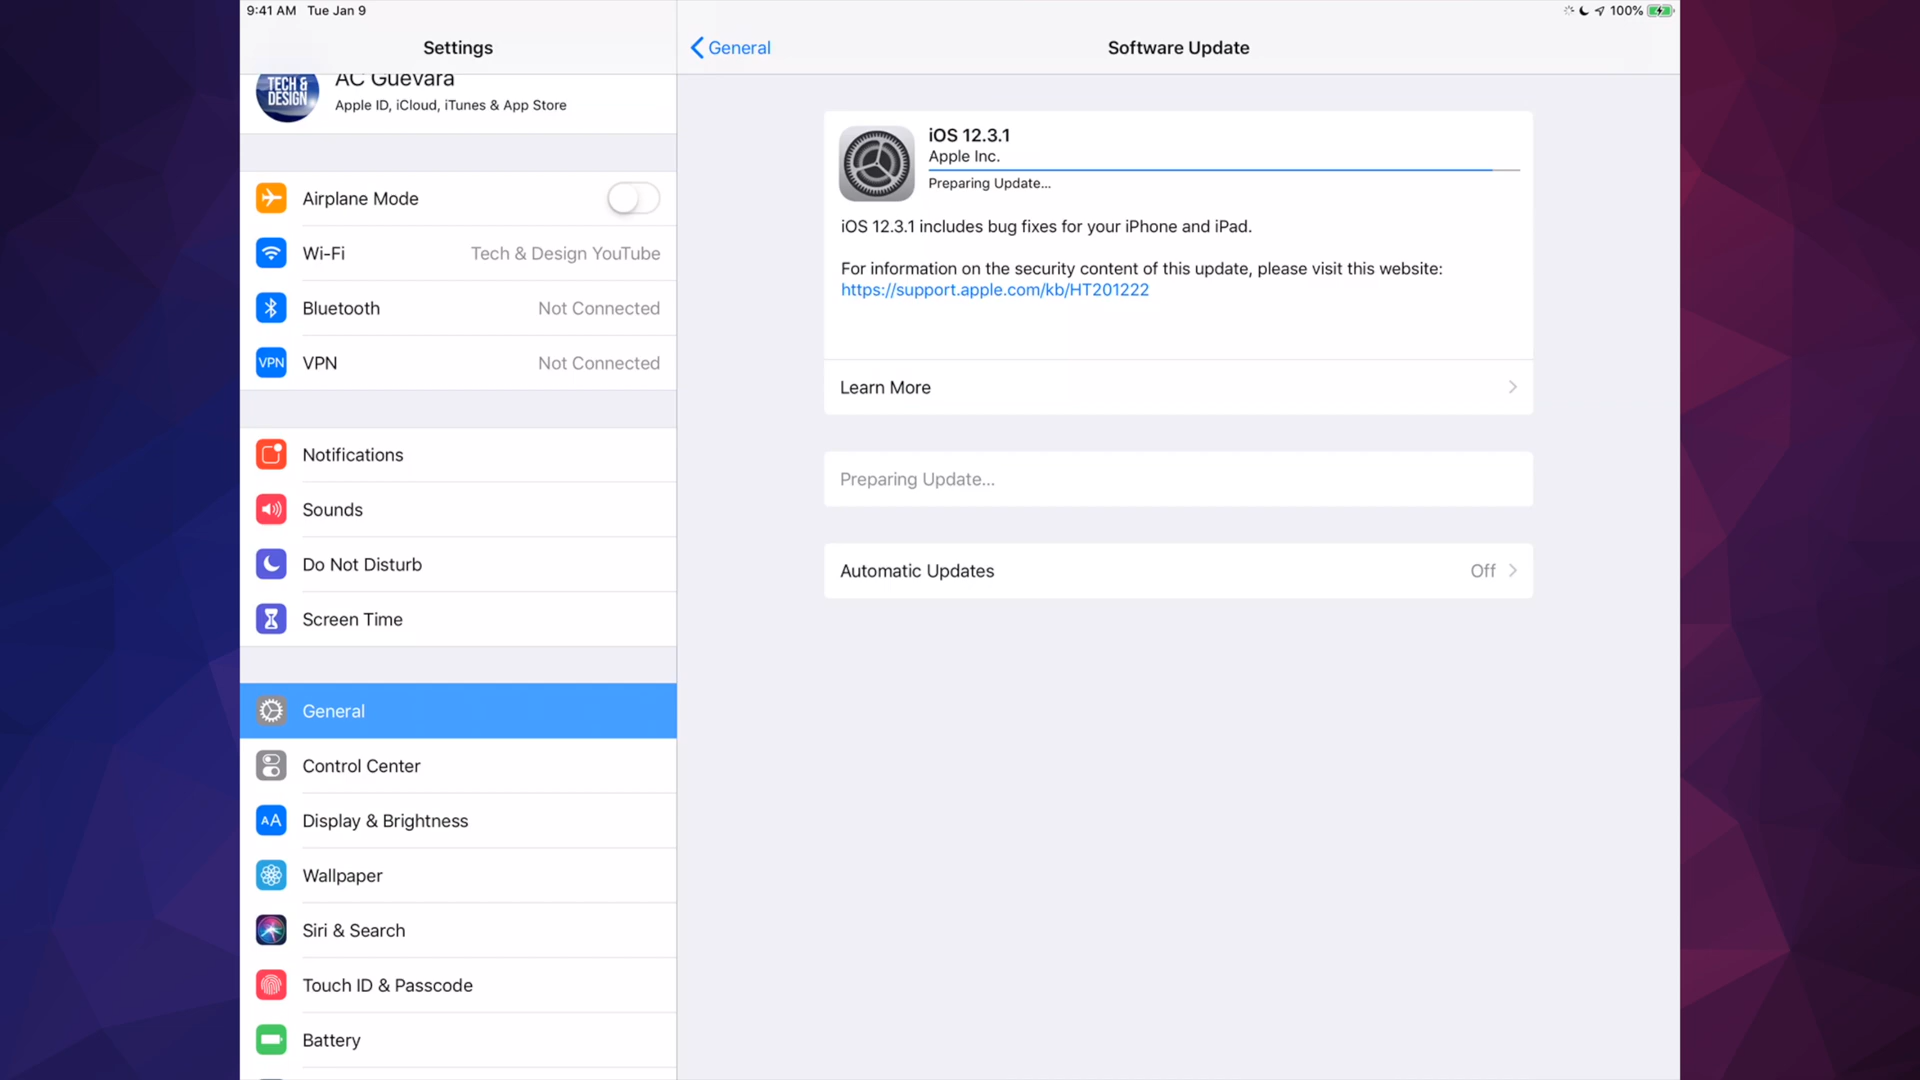 9:41 AM Tue Jan 9
100%
Settings
General
Software Update
TECH &
DESIGN
AC Guevara
Apple ID, iCloud, iTunes & App Store
Airplane Mode
Wi-Fi Tech & Design YouTube
Bluetooth Not Connected
VPN VPN Not Connected
Notifications
Sounds
Do Not Disturb
Screen Time
General
Control Center
AA Display & Brightness
Wallpaper
Siri & Search
Touch ID & Passcode
Battery
iOS 12.3.1
Apple Inc.
Preparing Update...
iOS 12.3.1 includes bug fixes for your iPhone and iPad.
For information on the security content of this update, please visit this website:
https://support.apple.com/kb/HT201222
Learn More
Preparing Update...
Automatic Updates Off